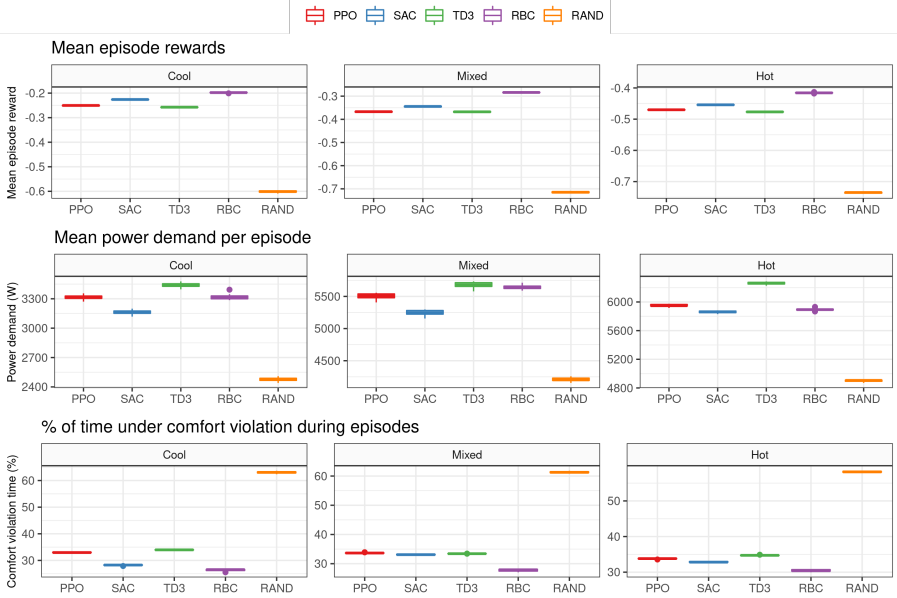 PPO SAC TD3 RBC RAND
Mean episode rewards
Cool Mixed Hot
Mean episode reward
-0.2 -0.3 -0.4 -0.5 -0.6
-0.3 -0.4 -0.5 -0.6 -0.7
-0.4 -0.5 -0.6 -0.7
PPO SAC TD3 RBC RAND PPO SAC TD3 RBC RAND PPO SAC TD3 RBC RAND
Mean power demand per episode
Cool Mixed Hot
Power demand (W)
3300 3000 2700 2400
5500 5000 4500
6000 5600 5200 4800
PPO SAC TD3 RBC RAND PPO SAC TD3 RBC RAND PPO SAC TD3 RBC RAND
% of time under comfort violation during episodes
Cool Mixed Hot
Comfort violation time (%)
60 50 40 30
60 50 40 30
50 40 30
PPO SAC TD3 RBC RAND PPO SAC TD3 RBC RAND PPO SAC TD3 RBC RAND